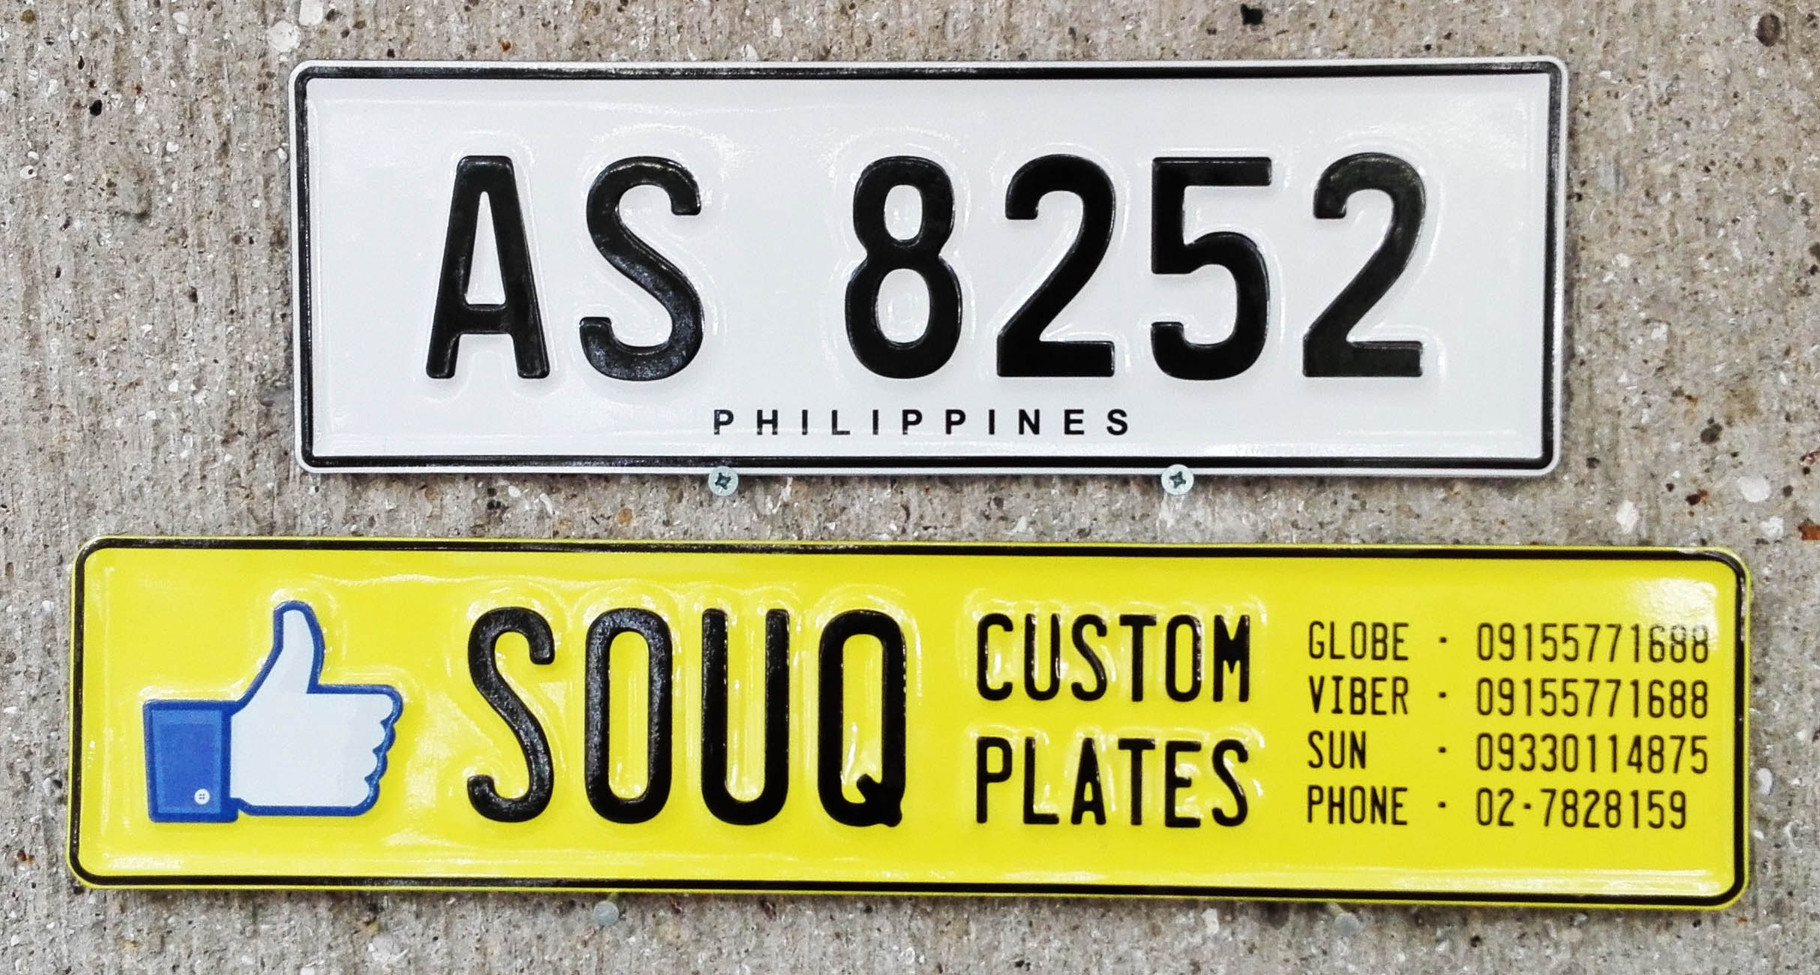 AS 8252
PHILIPPINES
SOUQ
CUSTOM
PLATES
GLOBE - 09155771688
VIBER - 09155771688
SUN - 09330114875
PHONE - 02-7828159